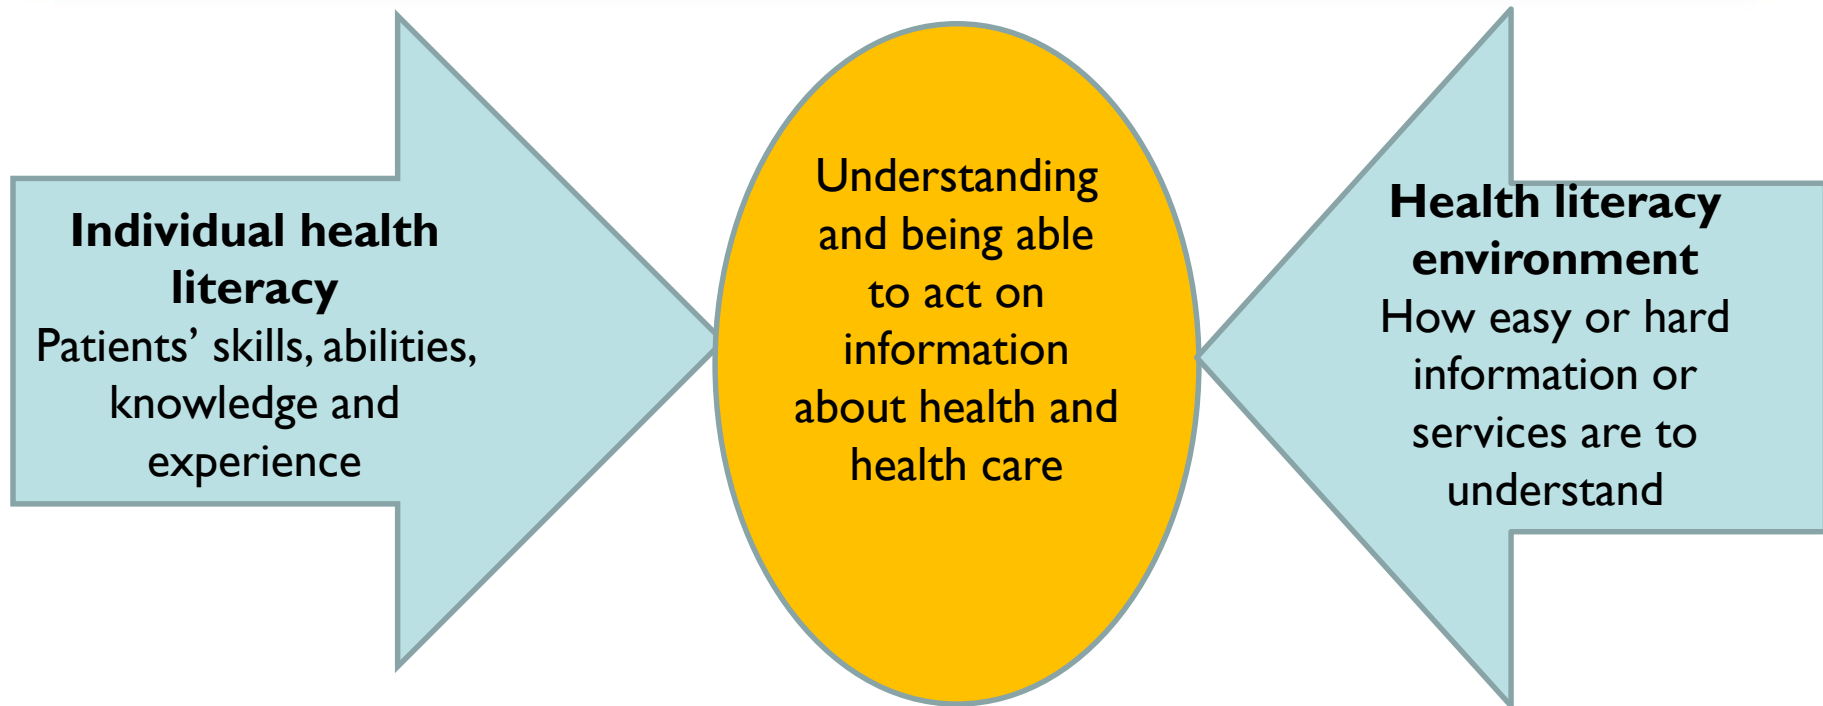 Individual health
literacy
Patients’ skills, abilities,
knowledge and
experience
Understanding
and being able
to act on
information
about health and
health care
Health literacy
environment
How easy or hard
information or
services are to
understand